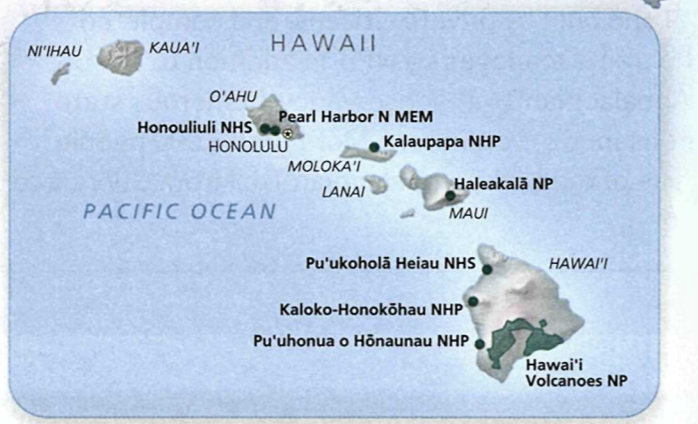 HAWAII
NI'IHAU
KAUA'I
O'AHU
Pearl Harbor N MEM
Honouliuli NHS
HONOLULU
Kalaupapa NHP
MOLOKA'I
LANAI
Haleakalā NP
MAUI
PACIFIC OCEAN
Pu'ukoholā Heiau NHS
HAWAI'I
Kaloko-Honokōhau NHP
Pu'uhonua o Hōnaunau NHP
Hawai'i
Volcanoes NP